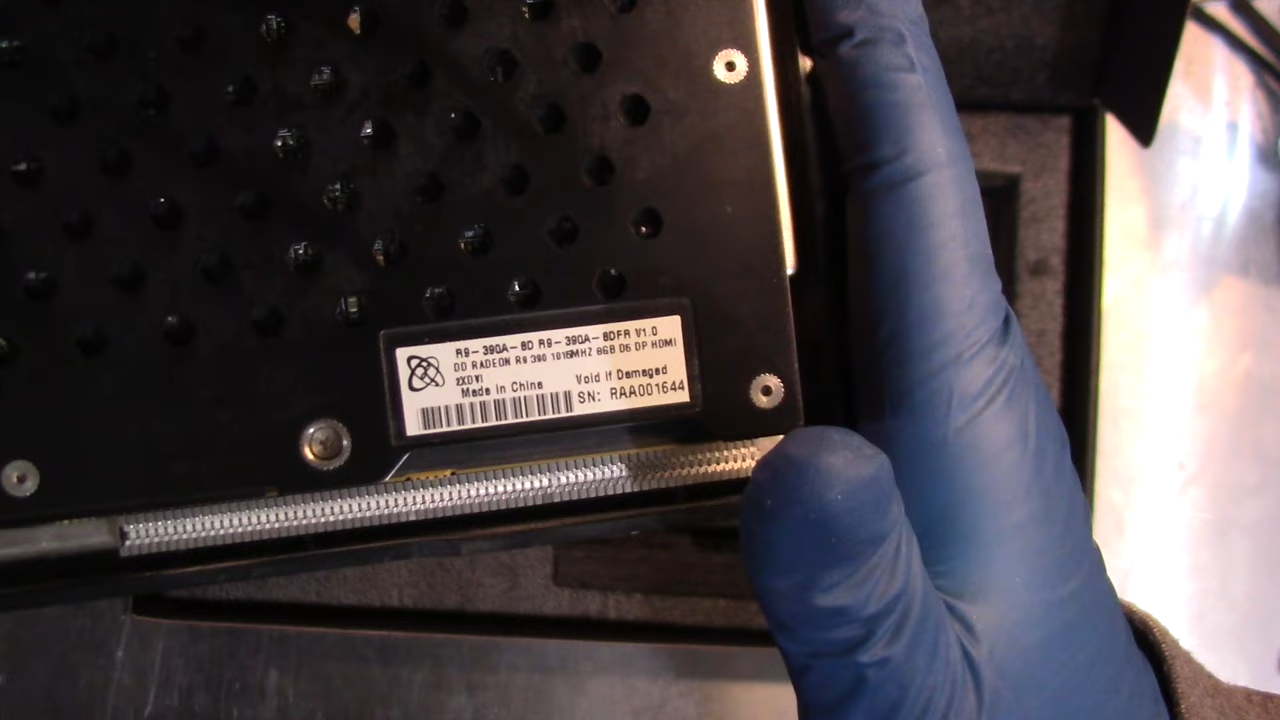 R9-390A-8D R9-390A-8DFR V1.0
DD RADEON R9 390 1015MHZ 8GB D5 DP HDMI
2XDVI
Made in China Void If Damaged
SN: RAA001644